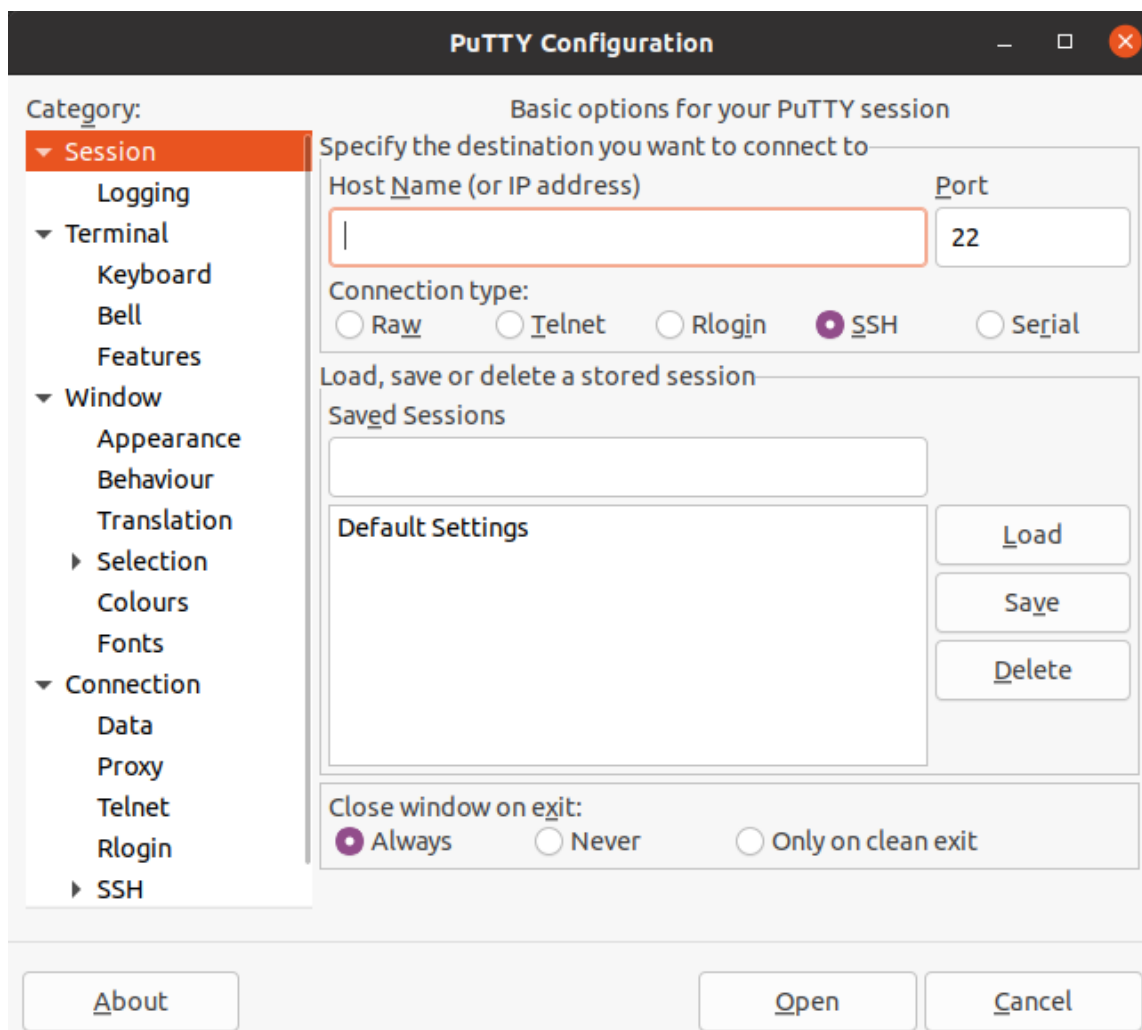 PuTTY Configuration
Category:
Session
Logging
Terminal
Keyboard
Bell
Features
Window
Appearance
Behaviour
Translation
Selection
Colours
Fonts
Connection
Data
Proxy
Telnet
Rlogin
SSH
Basic options for your PuTTY session
Specify the destination you want to connect to
Host Name (or IP address) Port
22
Connection type:
Raw Telnet Rlogin SSH Serial
Load, save or delete a stored session
Saved Sessions
Default Settings
Load
Save
Delete
Close window on exit:
Always Never Only on clean exit
About Open Cancel